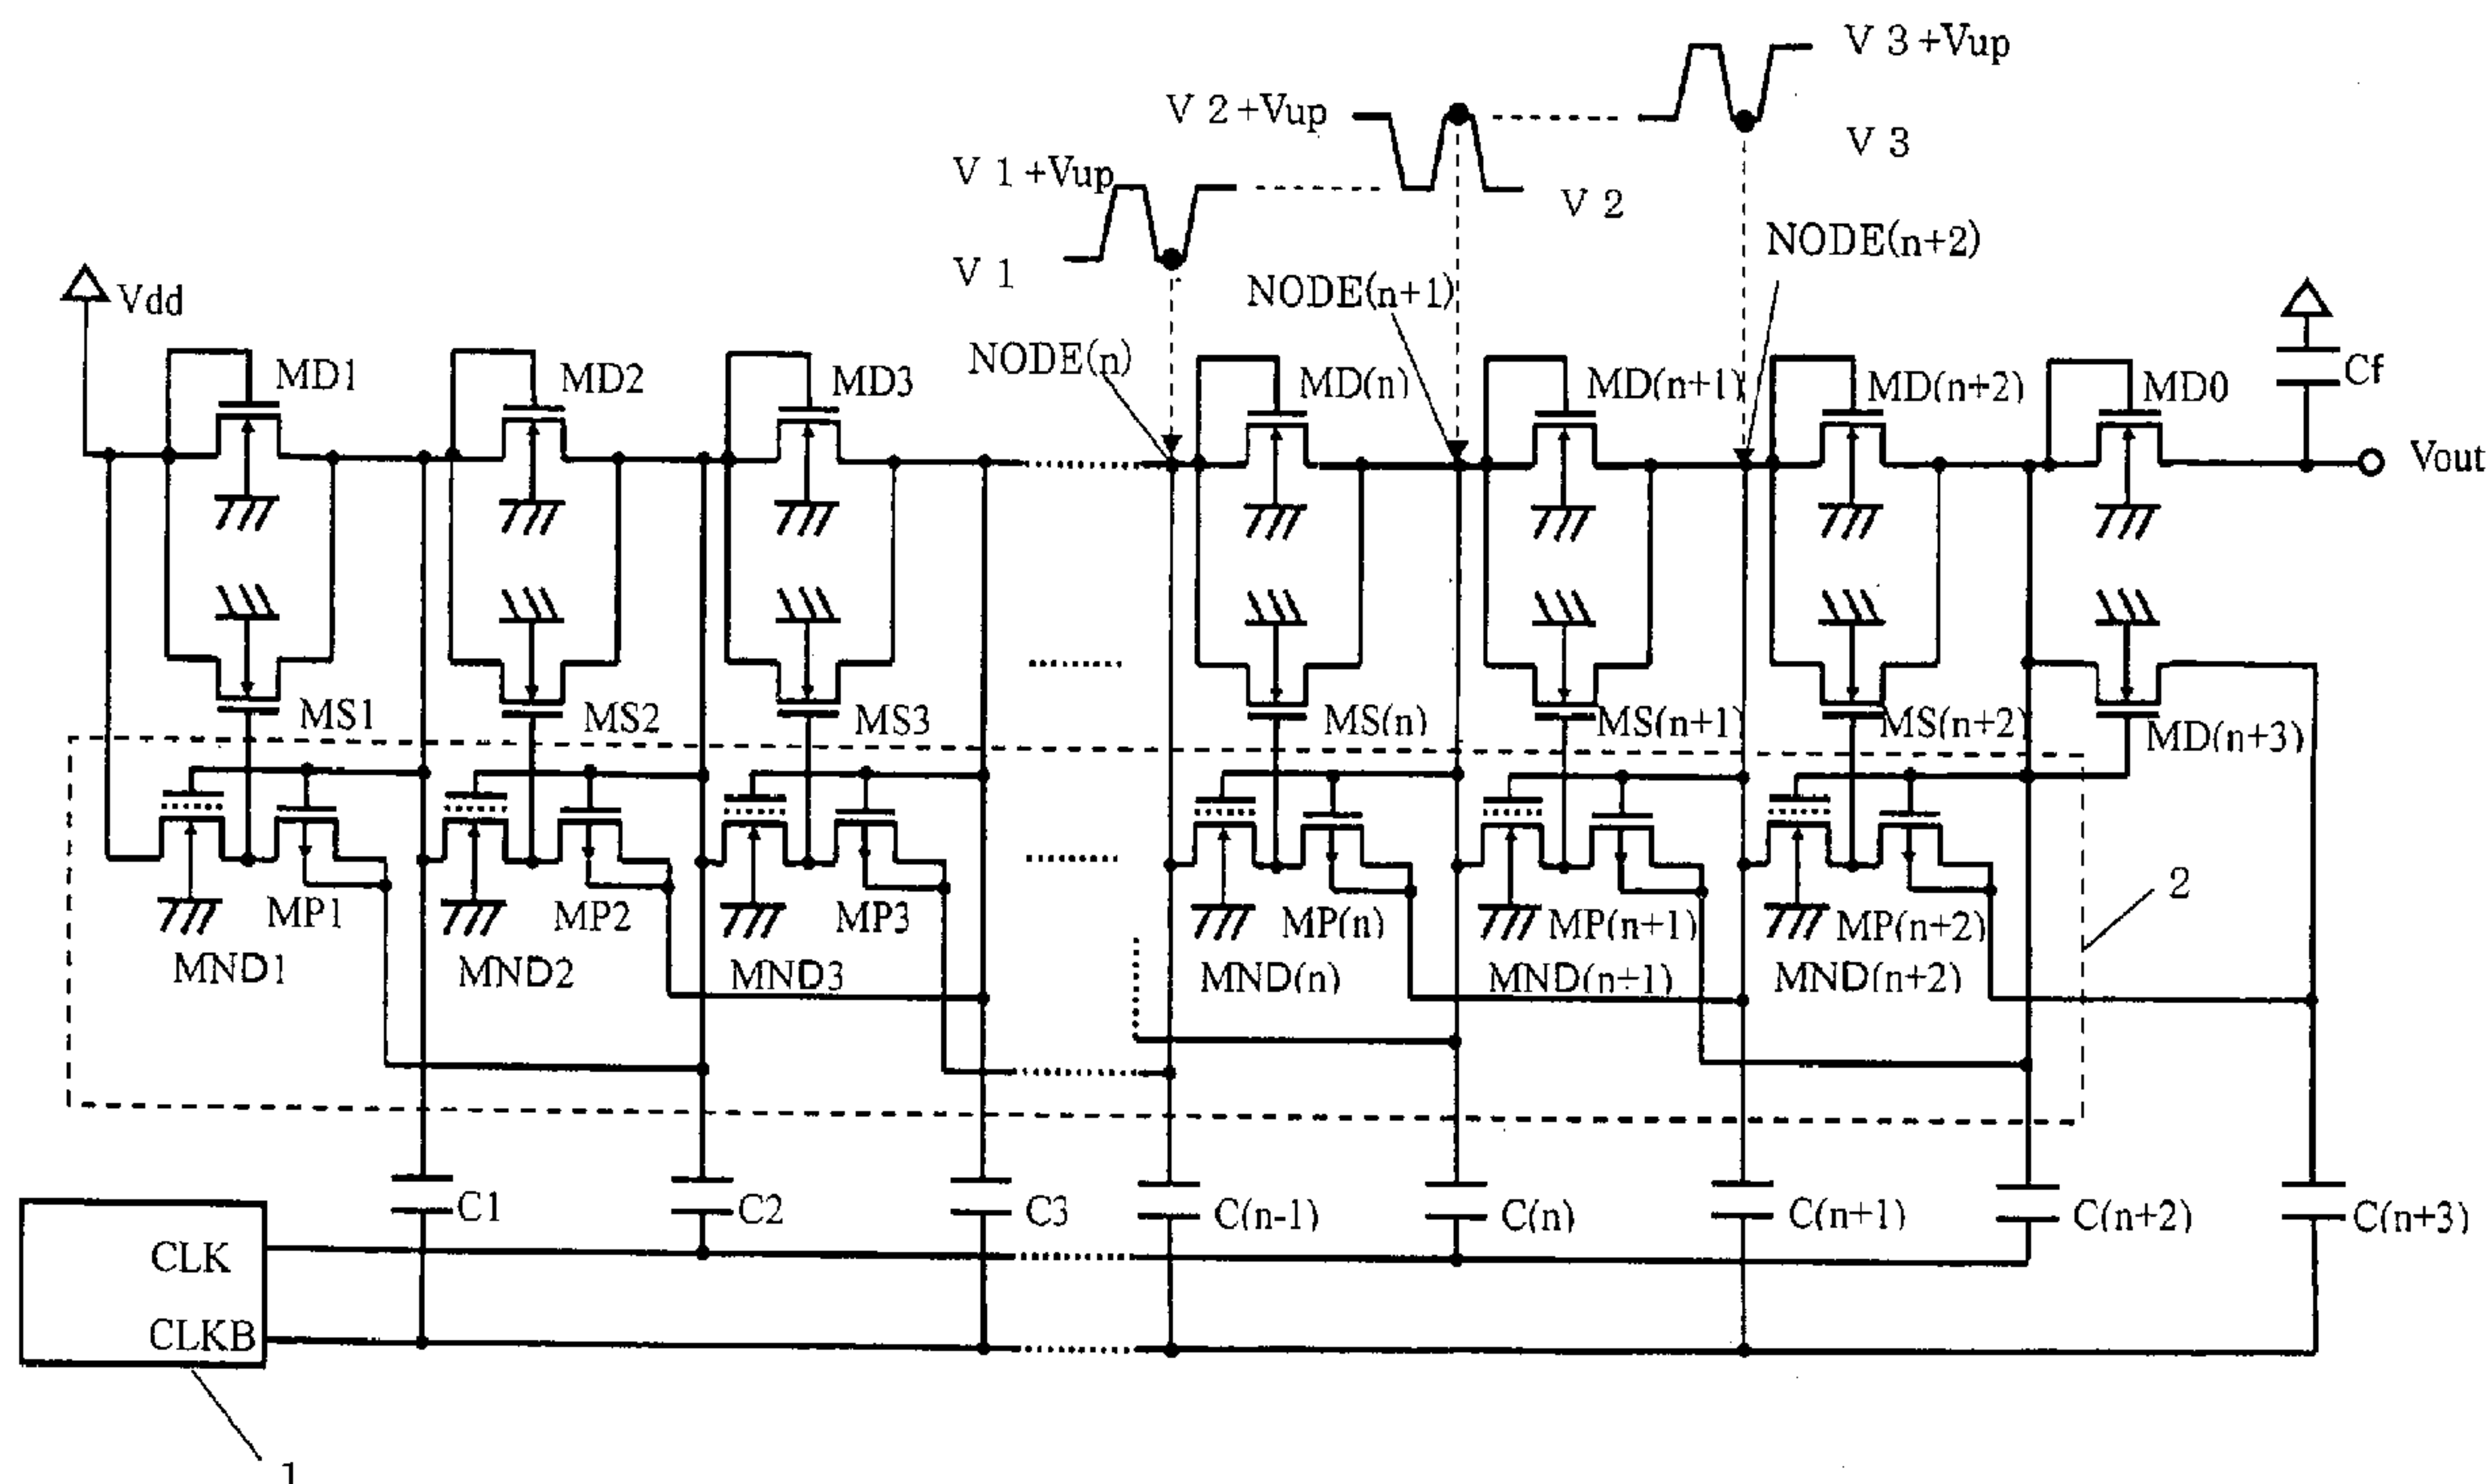 V 3 +Vup
V 2 +Vup
V 3
V 1 +Vup
V 2
V 1
NODE(n+2)
NODE(n+1)
NODE(n)
Vdd
MD1
MD2
MD3
MD(n)
MD(n+1)
MD(n+2)
MD0
Cf
Vout
MS1
MS2
MS3
MS(n)
MS(n+1)
MS(n+2)
MD(n+3)
MP1
MP2
MP3
MP(n)
MP(n+1)
MP(n+2)
2
MND1
MND2
MND3
MND(n)
MND(n+1)
MND(n+2)
C1
C2
C3
C(n-1)
C(n)
C(n+1)
C(n+2)
C(n+3)
CLK
CLKB
1